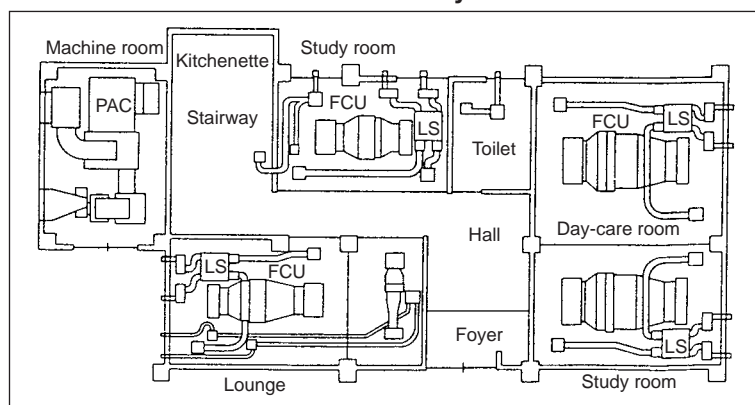 Machine room
Kitchenette
Study room
PAC
FCU
LS
FCU
LS
Stairway
Toilet
Hall
Day-care room
LS
FCU
Foyer
LS
Lounge
Study room